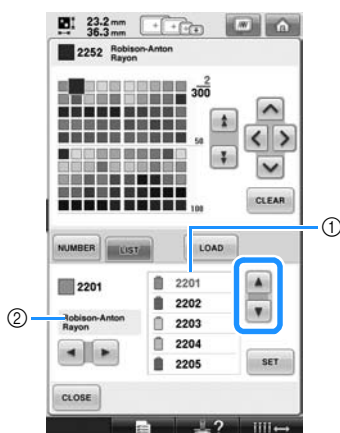 23.2 mm
36.3 mm
2252 Robison-Anton
Rayon
2
300
50
100
CLEAR
①
NUMBER LIST LOAD
2201
2201
2202
② Robison-Anton
Rayon
2203
2204
2205
SET
CLOSE
?